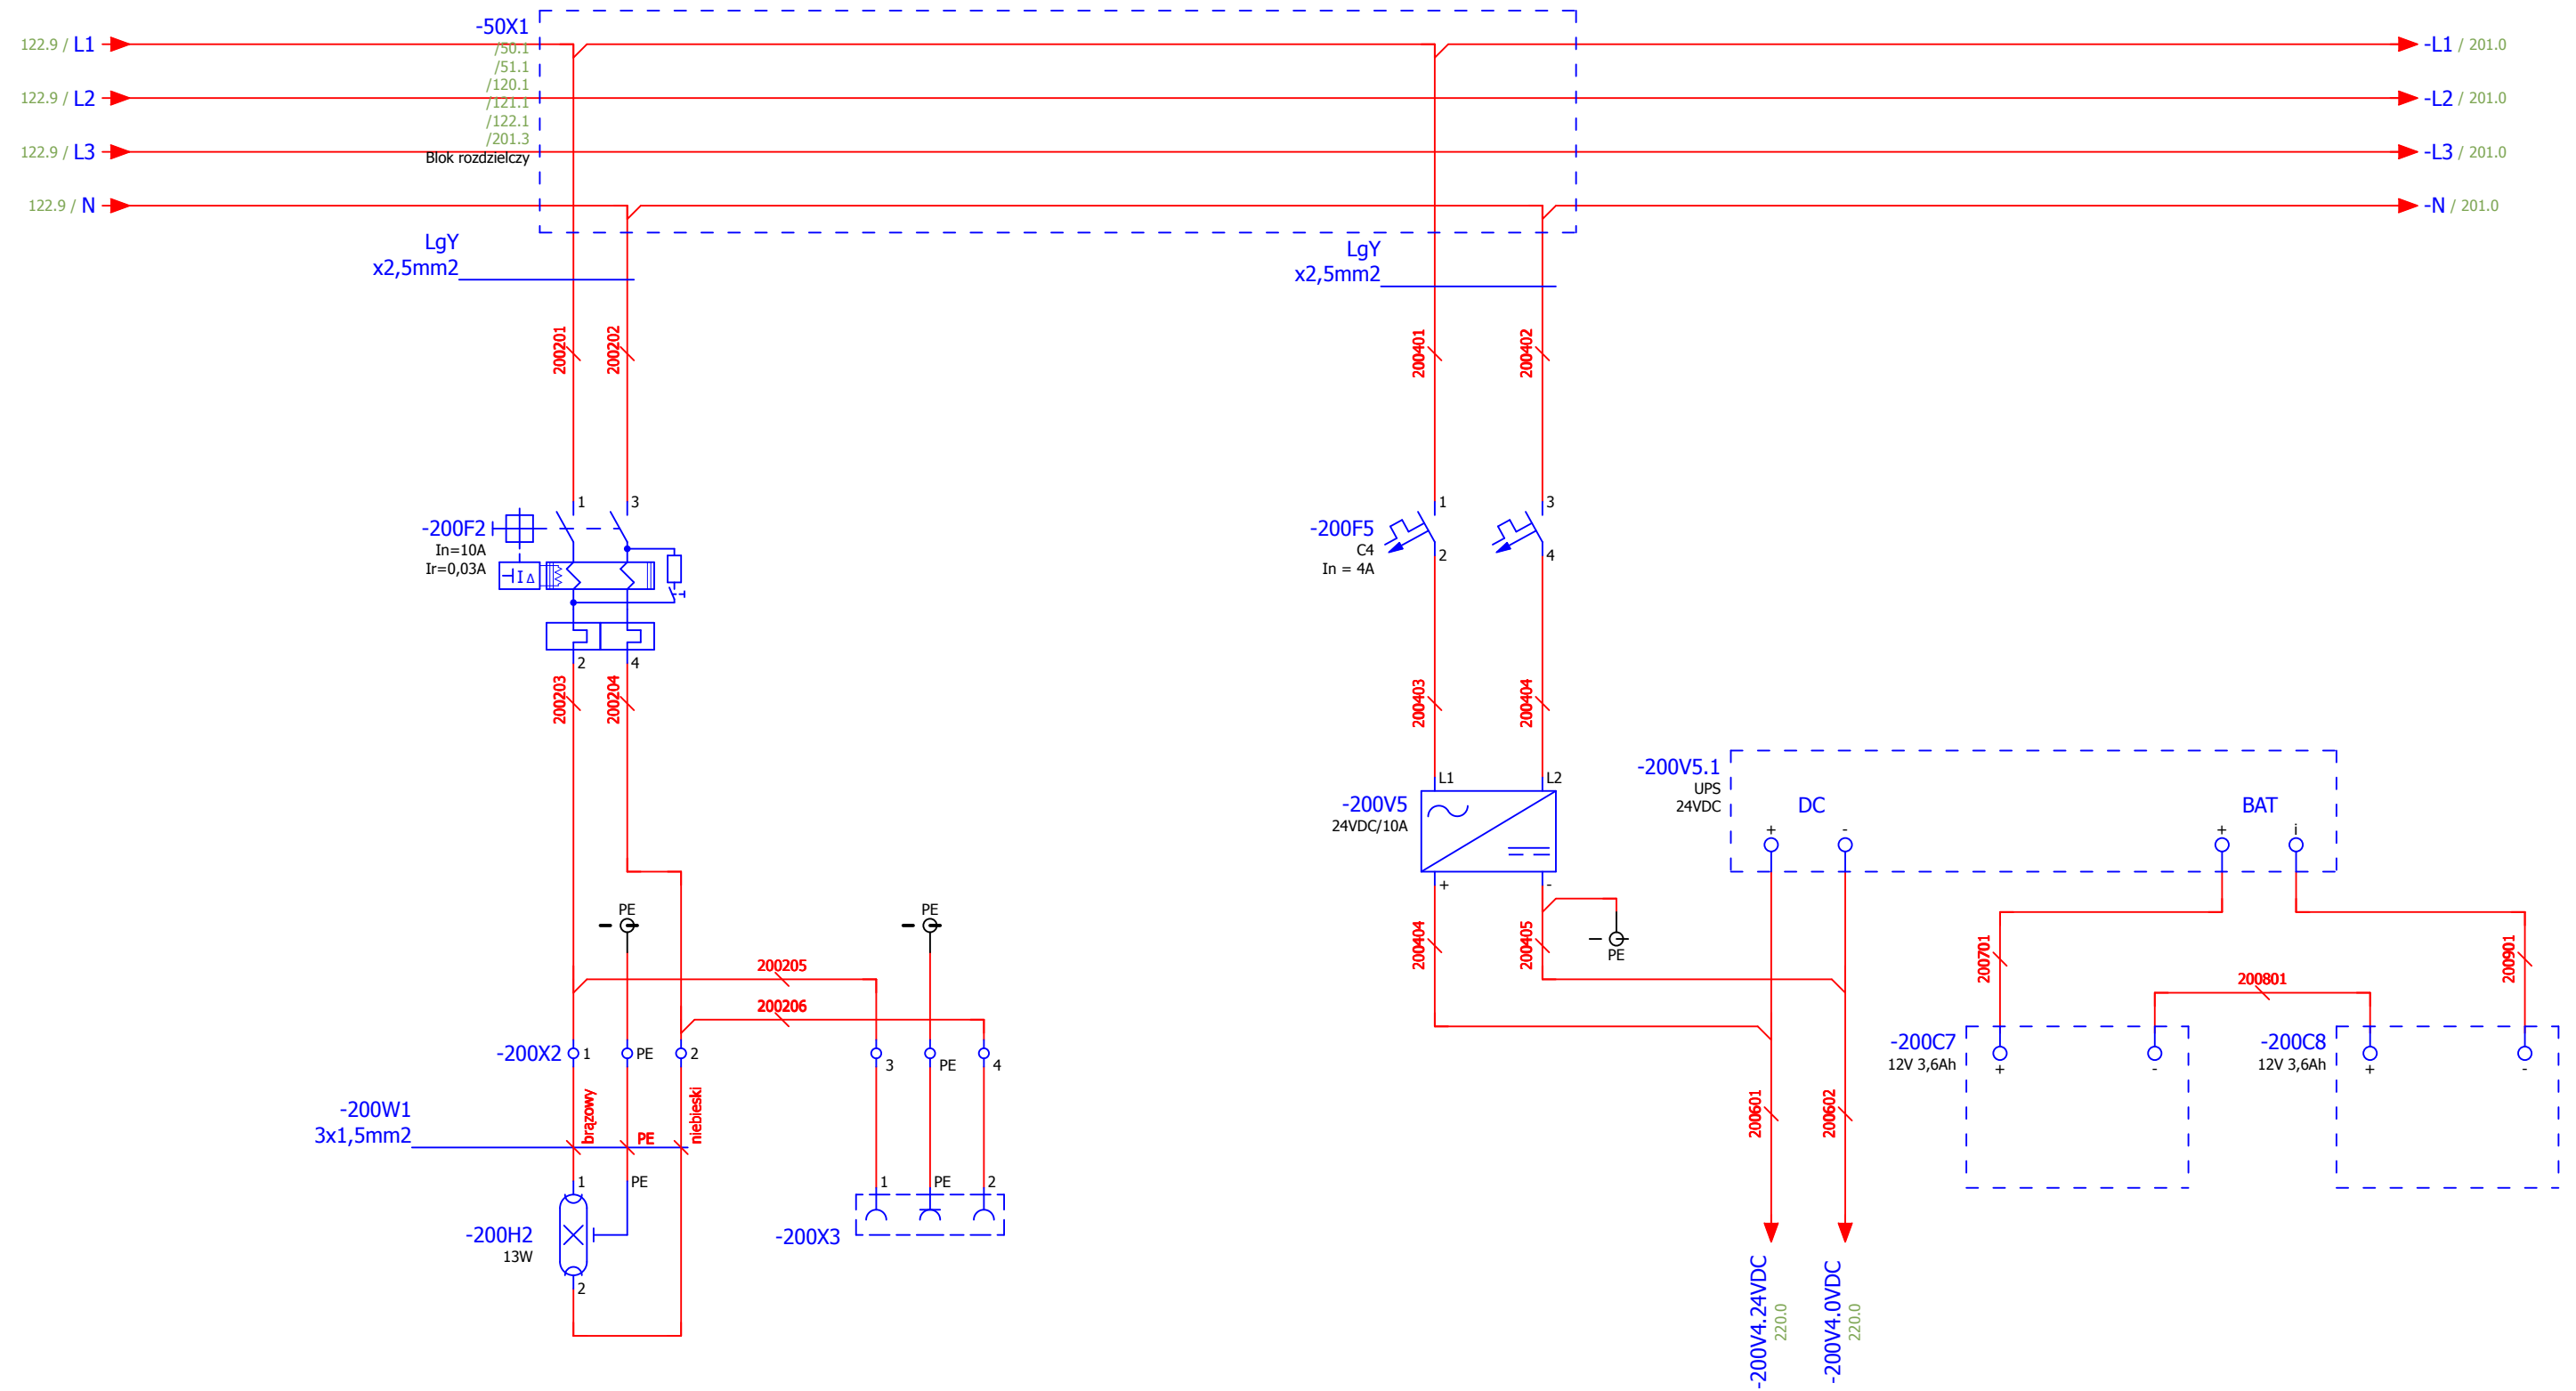 122.9 / L1
122.9 / L2
122.9 / L3
122.9 / N
-50X1
/50.1
/51.1
/120.1
/121.1
/122.1
/201.3
Blok rozdzielczy
-L1 / 201.0
-L2 / 201.0
-L3 / 201.0
-N / 201.0
LgY
x2,5mm2
LgY
x2,5mm2
200201
200202
200401
200402
-200F2
In=10A
Ir=0,03A
1
3
I Δ
2
4
-200F5
C4
In = 4A
1
2
3
4
200203
200204
200403
200404
-200V5
24VDC/10A
L1
L2
+
-
-200V5.1
UPS
24VDC
DC
+
-
BAT
+
i
PE
PE
200404
200405
PE
200205
200206
200701
200801
200901
-200X2
1
PE
2
3
PE
4
-200C7
12V 3,6Ah
+
-
-200C8
12V 3,6Ah
+
-
-200W1
3x1,5mm2
brązowy
PE
niebieski
200601
200602
-200H2
13W
1
PE
2
-200X3
1
PE
2
-200V4.24VDC
220.0
-200V4.0VDC
220.0